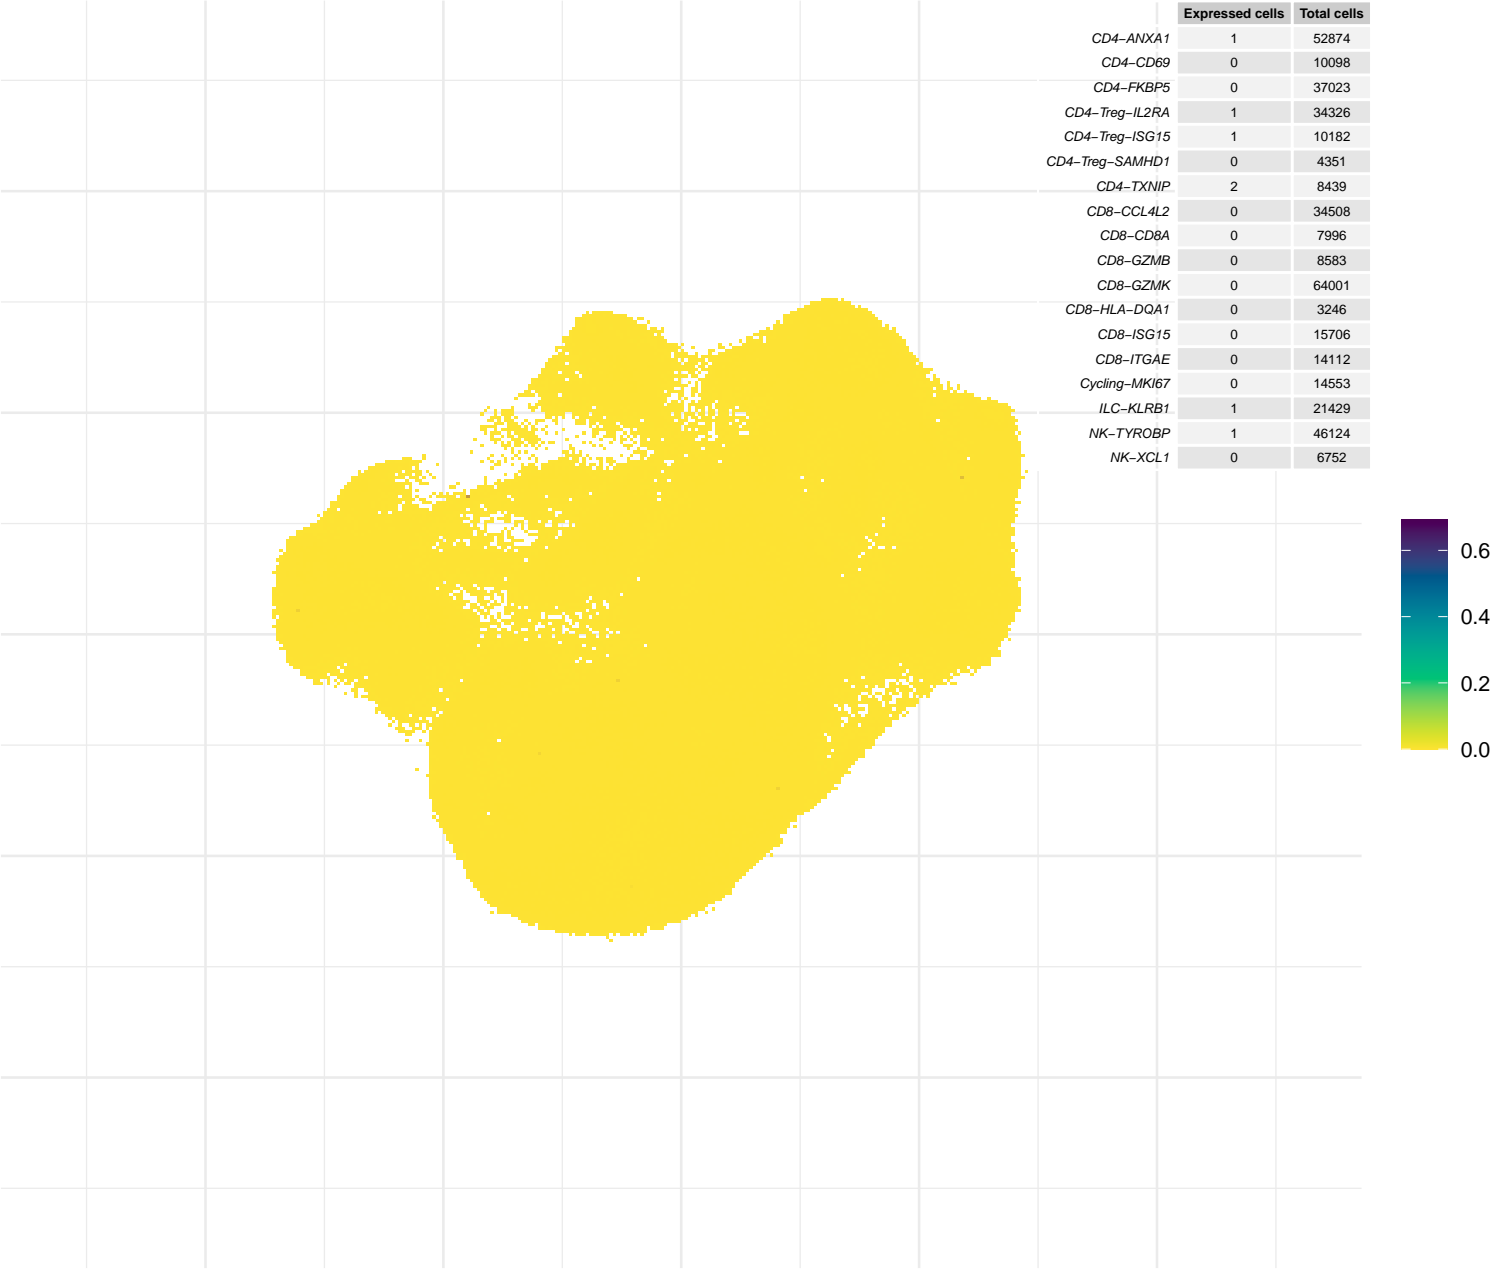 Expressed cells Total cells
CD4−ANXA1 1 52874
CD4−CD69 0 10098
CD4−FKBP5 0 37023
CD4−Treg−IL2RA 1 34326
CD4−Treg−ISG15 1 10182
CD4−Treg−SAMHD1 0 4351
CD4−TXNIP 2 8439
CD8−CCL4L2 0 34508
CD8−CD8A 0 7996
CD8−GZMB 0 8583
CD8−GZMK 0 64001
CD8−HLA−DQA1 0 3246
CD8−ISG15 0 15706
CD8−ITGAE 0 14112
Cycling−MKI67 0 14553
ILC−KLRB1 1 21429
NK−TYROBP 1 46124
NK−XCL1 0 6752
0.6
0.4
0.2
0.0